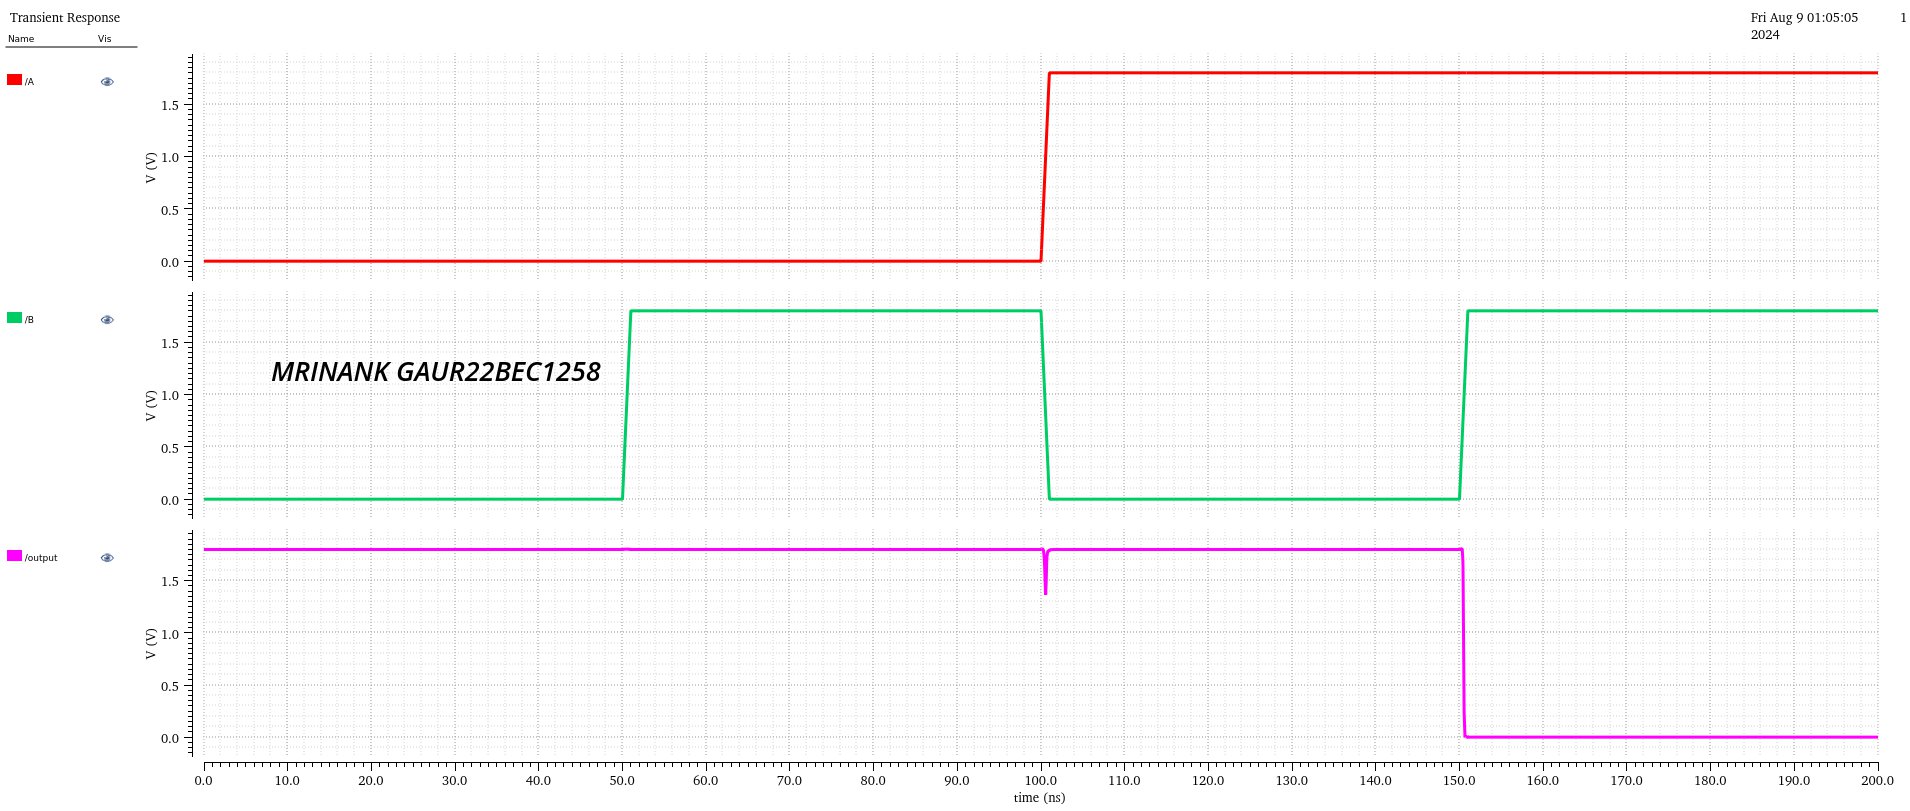 Transient Response
Fri Aug 9 01:05:05 1
2024
Name Vis
/A
1.5
1.0
0.5
0.0
V (V)
/B
1.5
1.0
0.5
0.0
V (V)
MRINANK GAUR22BEC1258
/output
1.5
1.0
0.5
0.0
V (V)
0.0 10.0 20.0 30.0 40.0 50.0 60.0 70.0 80.0 90.0 100.0 110.0 120.0 130.0 140.0 150.0 160.0 170.0 180.0 190.0 200.0
time (ns)